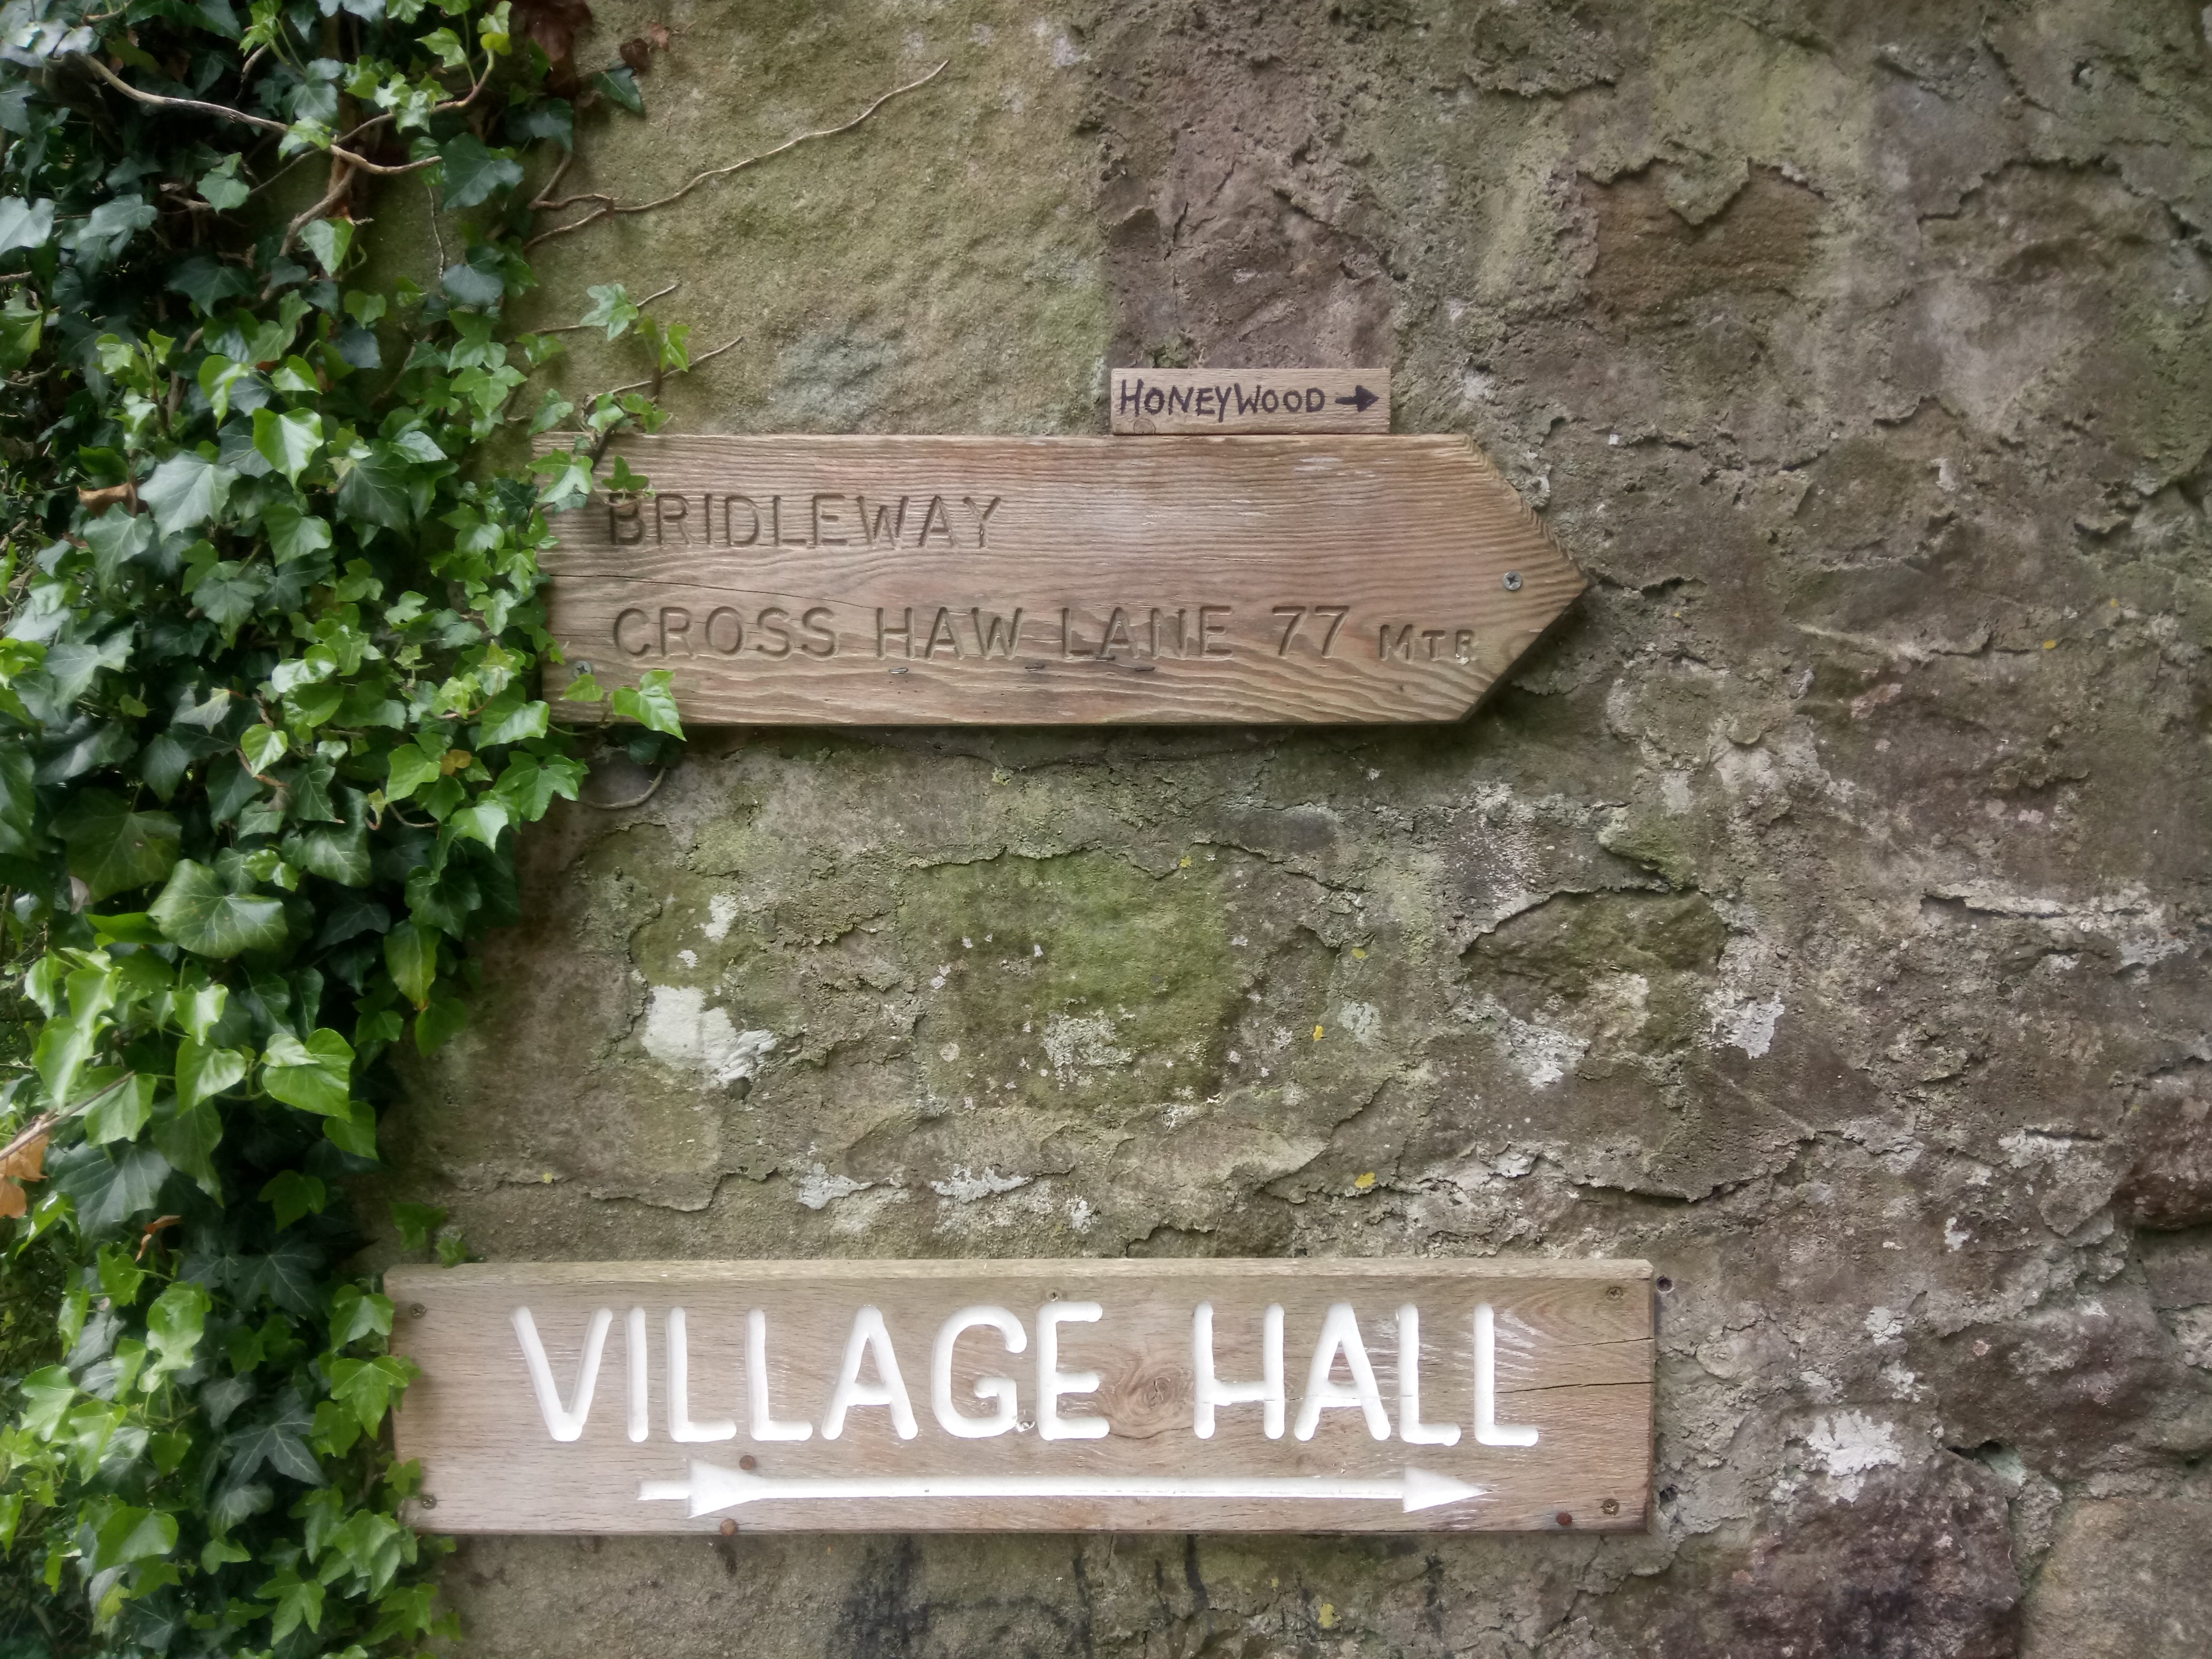 HONEYWOOD →
BRIDLEWAY
CROSS HAW LANE 77 MTR
VILLAGE HALL